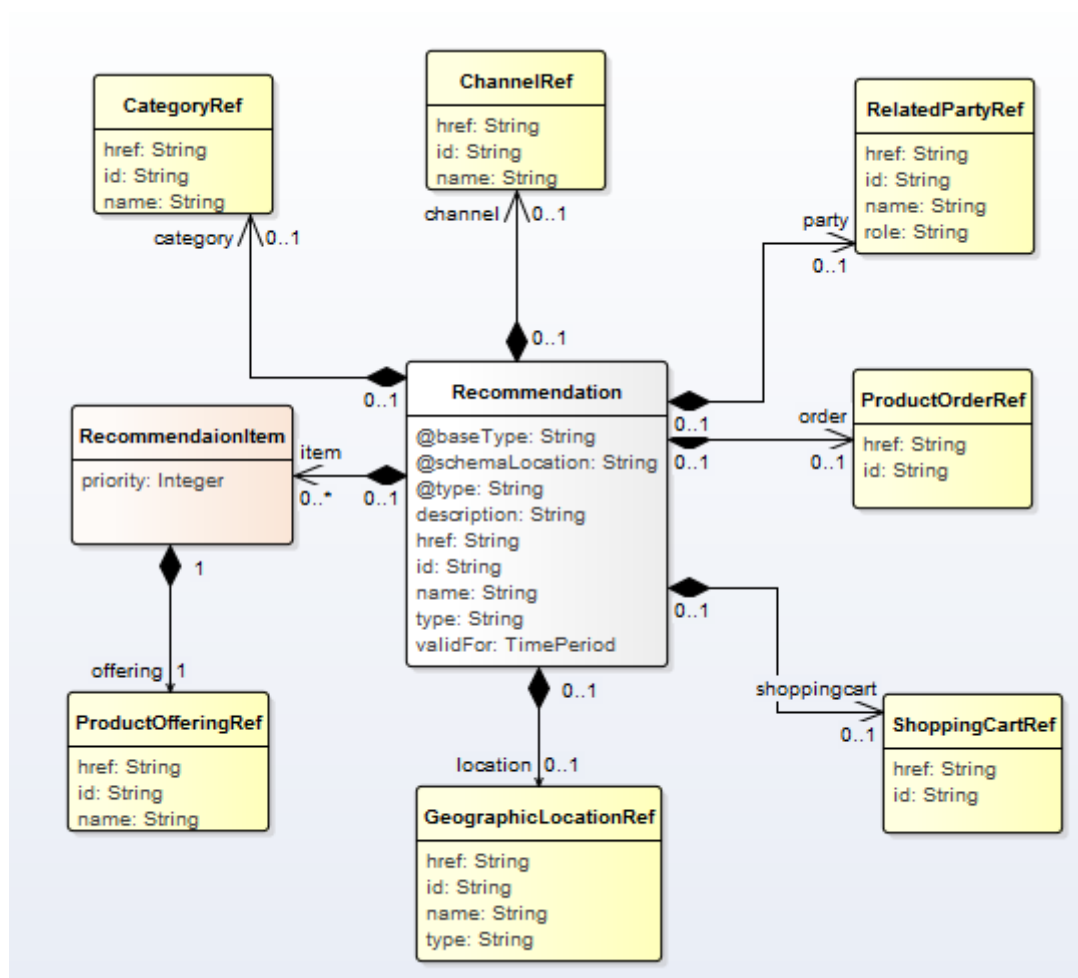 CategoryRef
href: String
id: String
name: String
ChannelRef
href: String
id: String
name: String
RelatedPartyRef
href: String
id: String
name: String
role: String
category
0..1
channel
0..1
party
0..1
0..1
0..1
0..1
Recommendation
@baseType: String
@schemaLocation: String
@type: String
description: String
href: String
id: String
name: String
type: String
validFor: TimePeriod
RecommendaionItem
priority: Integer
item
0..*
0..1
order
0..1
0..1
ProductOrderRef
href: String
id: String
1
offering
1
ProductOfferingRef
href: String
id: String
name: String
0..1
location
0..1
GeographicLocationRef
href: String
id: String
name: String
type: String
0..1
shoppingcart
0..1
ShoppingCartRef
href: String
id: String